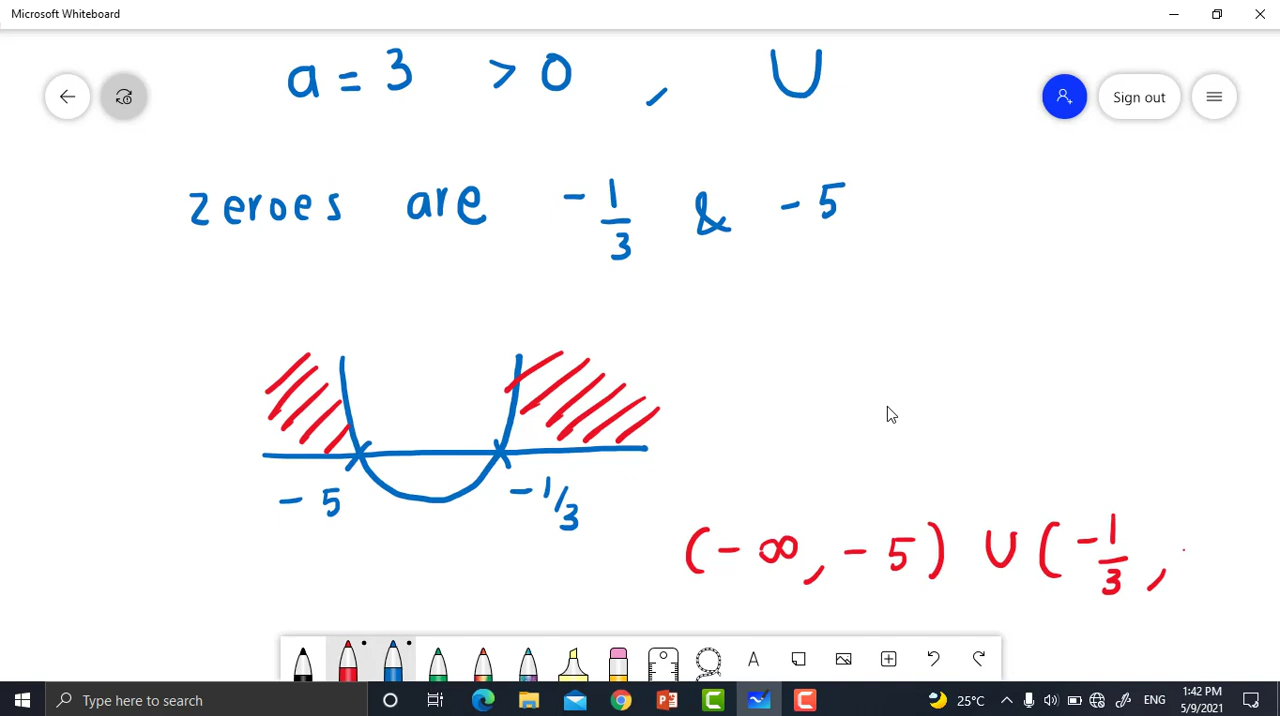 Microsoft Whiteboard
a = 3 > 0 , U
Sign out
zeroes are -1/3 & -5
-5 -1/3
(-∞, -5) U (-1/3,
A
Type here to search
25°C
ENG
1:42 PM
5/9/2021